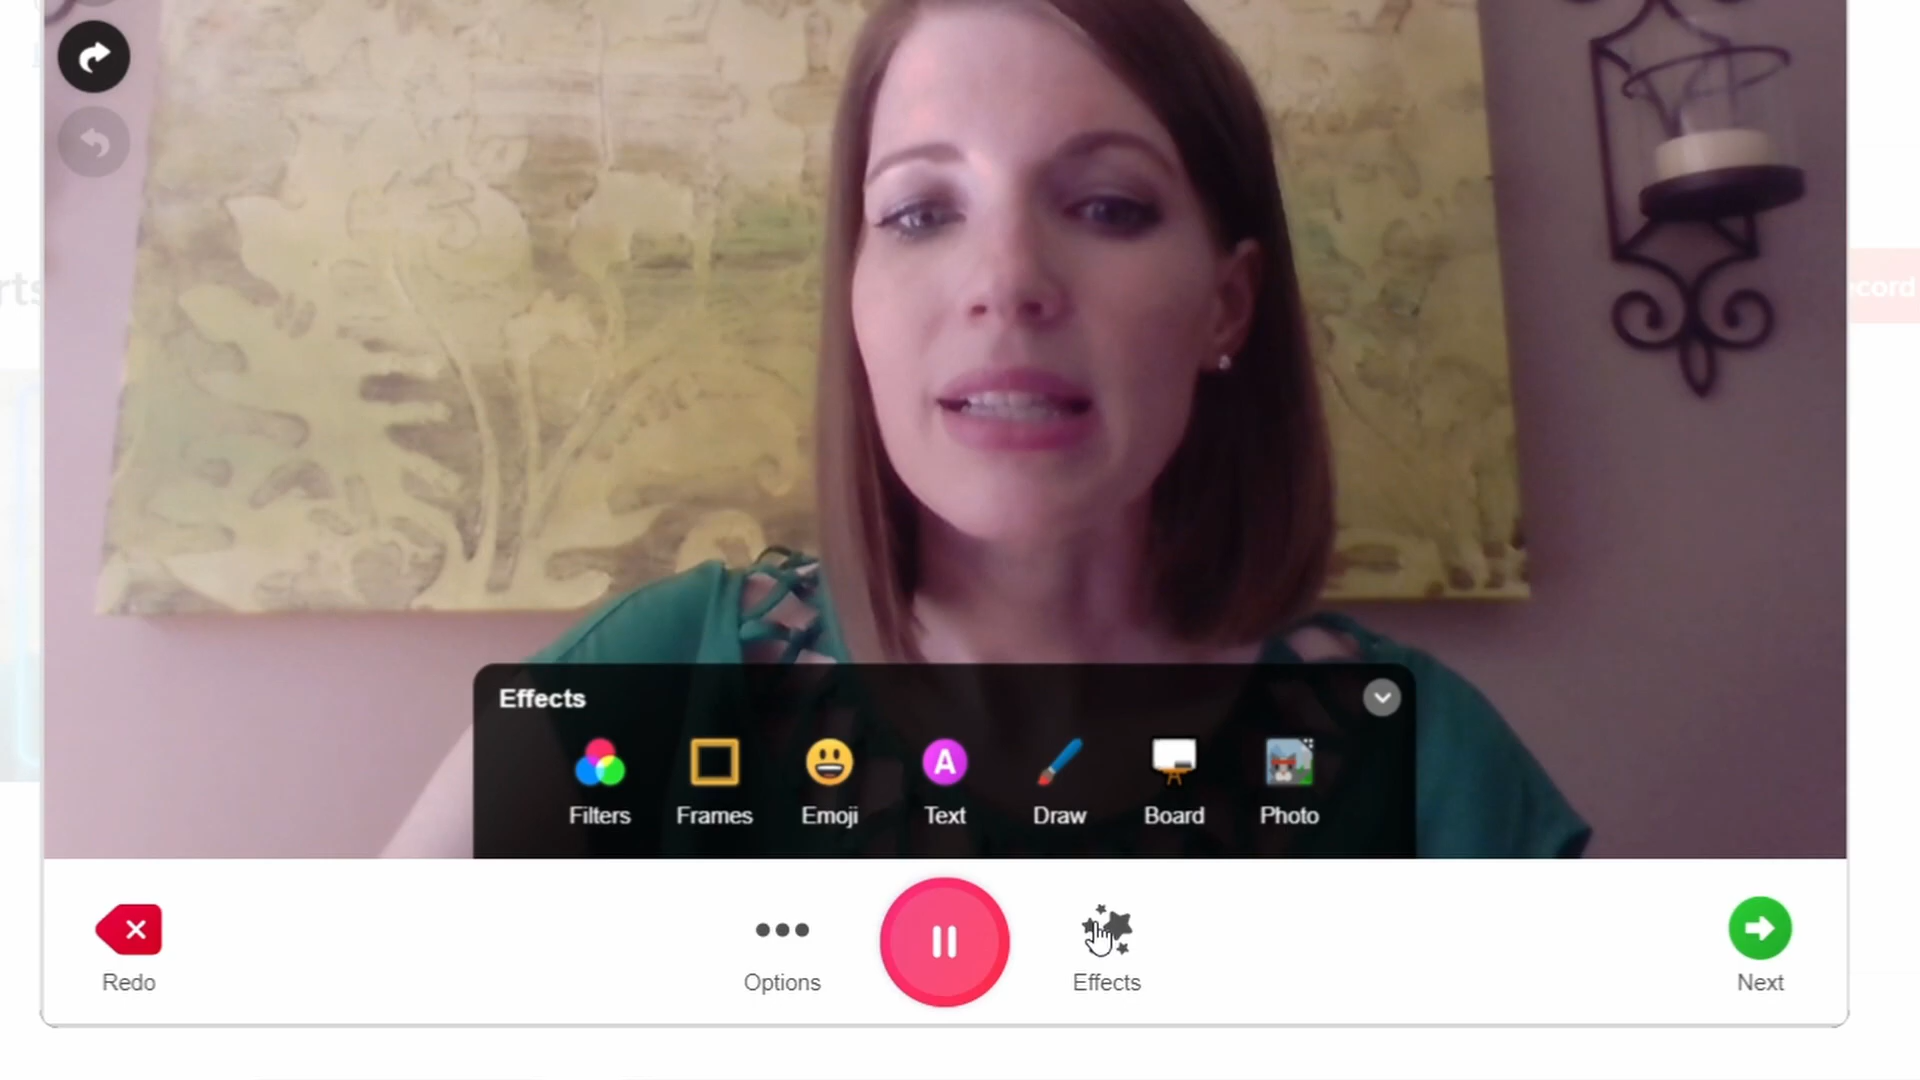 Effects
Filters Frames Emoji Text Draw Board Photo
Redo Options Effects Next